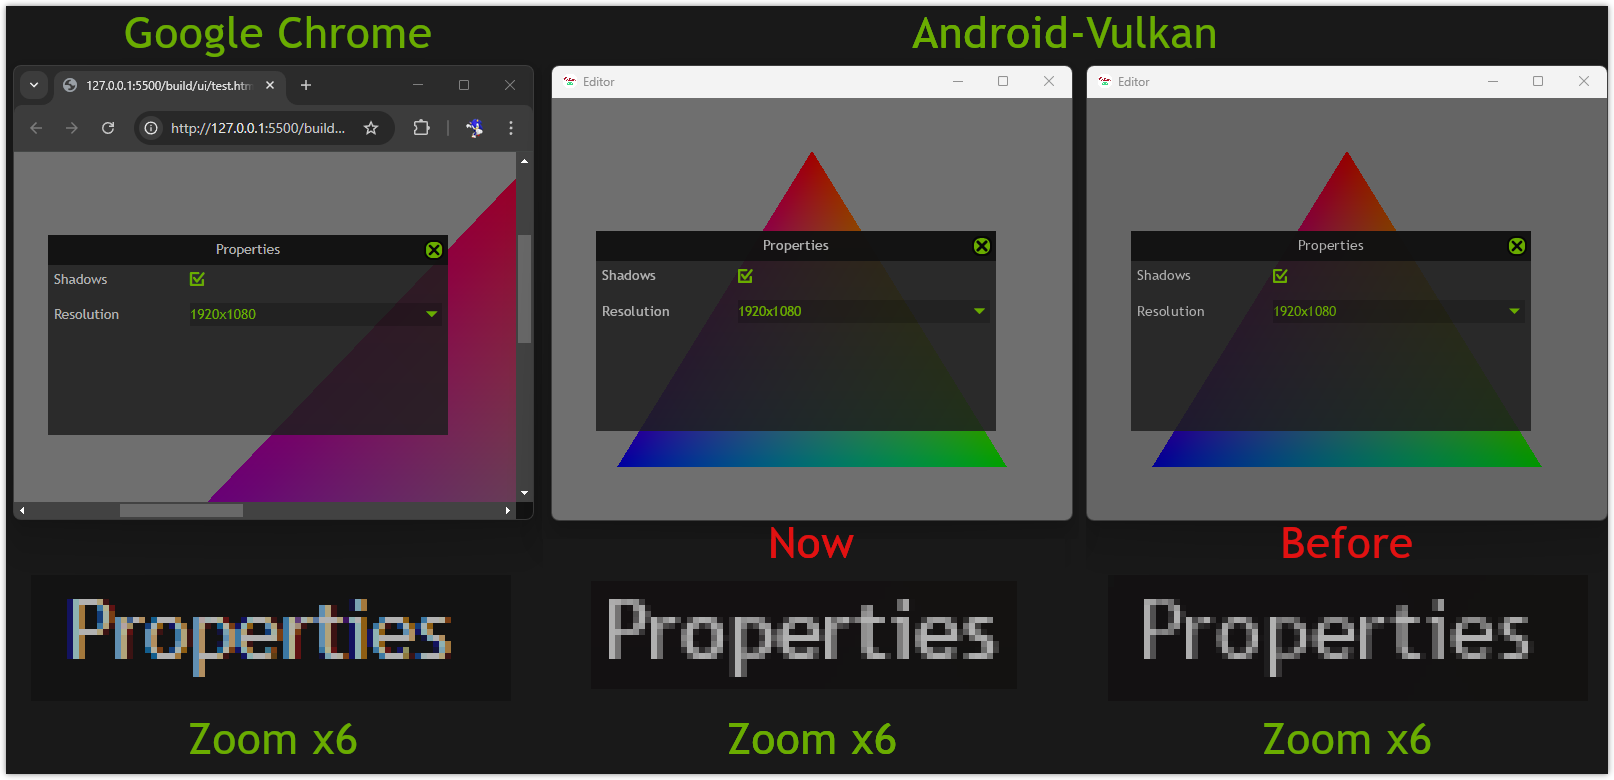 Google Chrome
Android-Vulkan
127.0.0.1:5500/build/ui/test.htm
http://127.0.0.1:5500/build...
Properties
Shadows
Resolution
1920x1080
Editor
Properties
Shadows
Resolution
1920x1080
Editor
Properties
Shadows
Resolution
1920x1080
Now
Before
Properties
Properties
Properties
Zoom x6
Zoom x6
Zoom x6